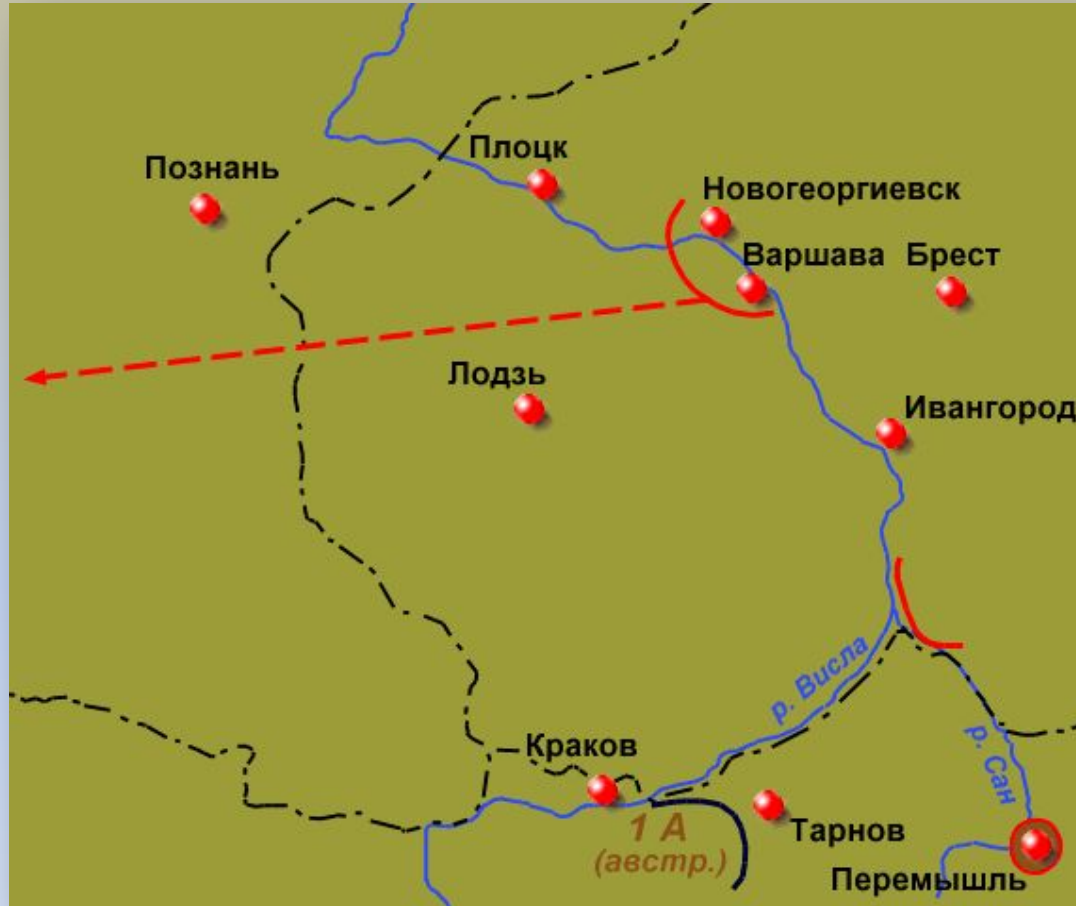 Плоцк
Познань
Новогеоргиевск
Варшава Брест
Лодзь
Ивангород
р. Висла
р. Сан
Краков
1 А
(австр.)
Тарнов
Перемышль